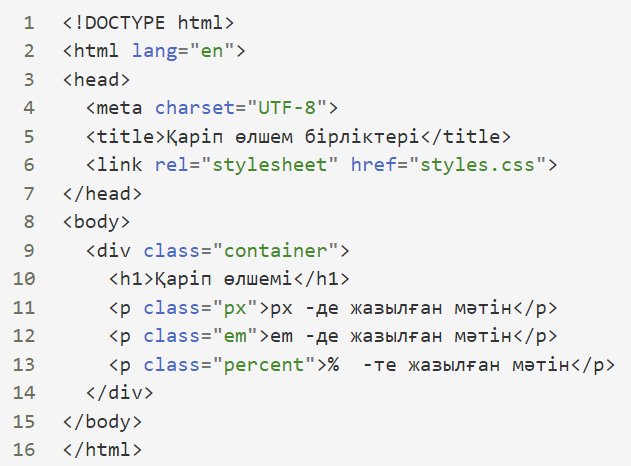 1 <!DOCTYPE html>
2 <html lang="en">
3 <head>
4 <meta charset="UTF-8">
5 <title>Қаріп өлшем бірліктері</title>
6 <link rel="stylesheet" href="styles.css">
7 </head>
8 <body>
9 <div class="container">
10 <h1>Қаріп өлшемі</h1>
11 <p class="px">px -де жазылған мәтін</p>
12 <p class="em">em -де жазылған мәтін</p>
13 <p class="percent">%  -те жазылған мәтін</p>
14 </div>
15 </body>
16 </html>